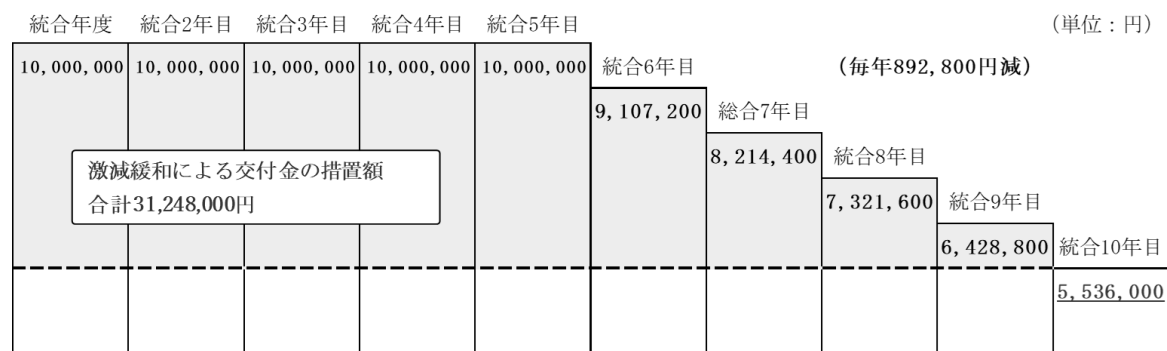 統合年度 統合2年目 統合3年目 統合4年目 統合5年目 (単位：円)
10,000,000 10,000,000 10,000,000 10,000,000 10,000,000 統合6年目 (毎年892,800円減)
9,107,200 総合7年目
8,214,400 統合8年目
激減緩和による交付金の措置額
合計31,248,000円
7,321,600 統合9年目
6,428,800 統合10年目
5,536,000